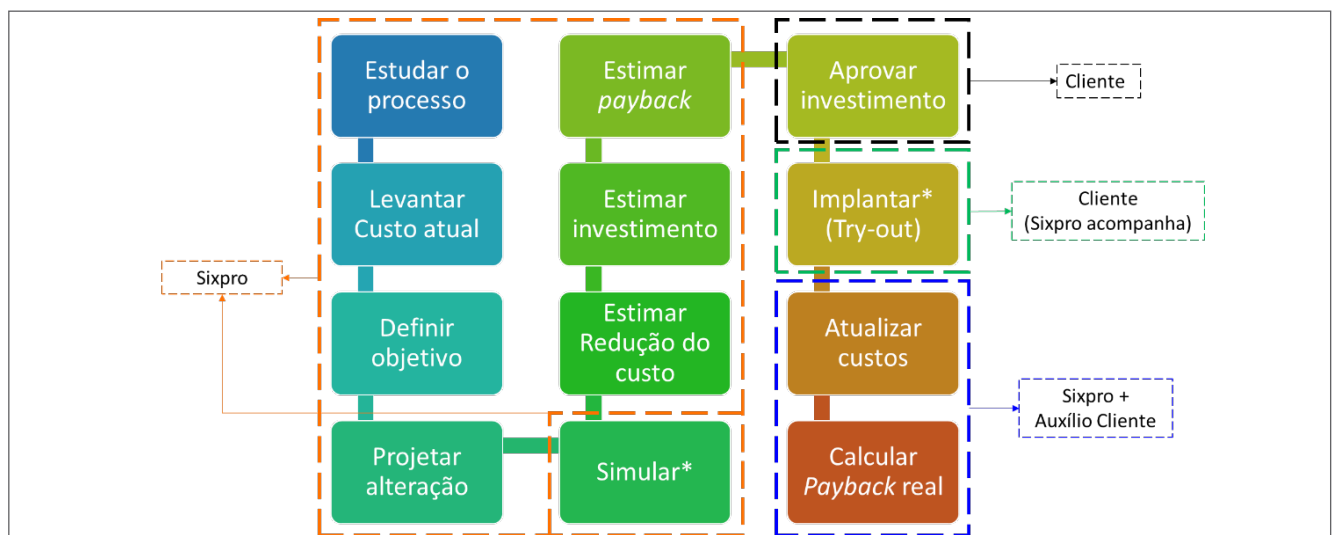 Estudar o
processo
Levantar
Custo atual
Definir
objetivo
Projetar
alteração
Simular*
Estimar
Redução do
custo
Estimar
investimento
Estimar
payback
Aprovar
investimento
Implantar*
(Try-out)
Atualizar
custos
Calcular
Payback real
Sixpro
Cliente
Cliente
(Sixpro acompanha)
Sixpro +
Auxílio Cliente